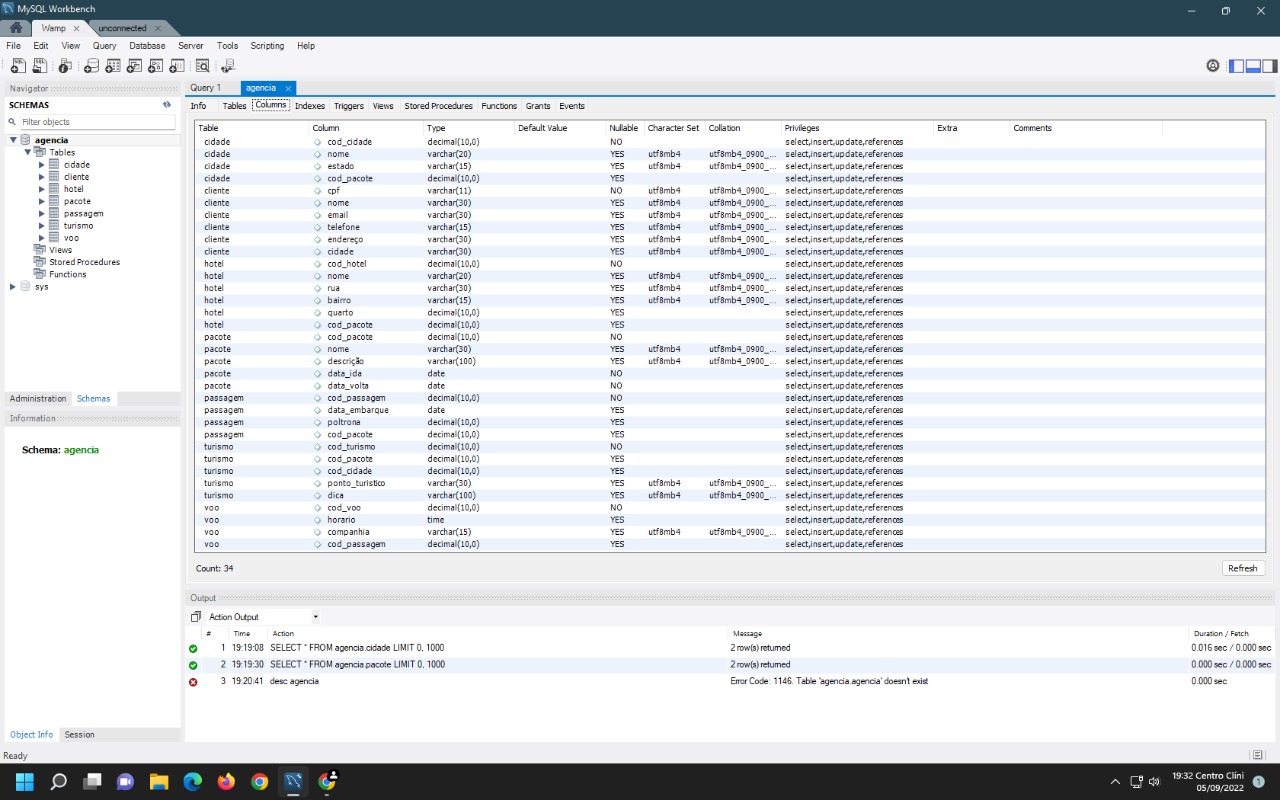 MySQL Workbench
Wamp unconnected
File Edit View Query Database Server Tools Scripting Help
Navigator
SCHEMAS
Filter objects
agencia
Tables
cidade
cliente
hotel
pacote
passagem
turismo
voo
Views
Stored Procedures
Functions
sys
Administration Schemas
Information
Schema: agencia
Object Info Session
Query 1 agencia
Info Tables Columns Indexes Triggers Views Stored Procedures Functions Grants Events
Table Column Type Default Value Nullable Character Set Collation Privileges Extra Comments
cidade cod_cidade decimal(10,0) NO select,insert,update,references
cidade nome varchar(20) YES utf8mb4 utf8mb4_0900_... select,insert,update,references
cidade estado varchar(15) YES utf8mb4 utf8mb4_0900_... select,insert,update,references
cidade cod_pacote decimal(10,0) YES select,insert,update,references
cliente cpf varchar(11) NO utf8mb4 utf8mb4_0900_... select,insert,update,references
cliente nome varchar(30) YES utf8mb4 utf8mb4_0900_... select,insert,update,references
cliente email varchar(30) YES utf8mb4 utf8mb4_0900_... select,insert,update,references
cliente telefone varchar(15) YES utf8mb4 utf8mb4_0900_... select,insert,update,references
cliente endereço varchar(30) YES utf8mb4 utf8mb4_0900_... select,insert,update,references
cliente cidade varchar(30) YES utf8mb4 utf8mb4_0900_... select,insert,update,references
hotel cod_hotel decimal(10,0) NO select,insert,update,references
hotel nome varchar(20) YES utf8mb4 utf8mb4_0900_... select,insert,update,references
hotel rua varchar(30) YES utf8mb4 utf8mb4_0900_... select,insert,update,references
hotel bairro varchar(15) YES utf8mb4 utf8mb4_0900_... select,insert,update,references
hotel quarto decimal(10,0) YES select,insert,update,references
hotel cod_pacote decimal(10,0) YES select,insert,update,references
pacote cod_pacote decimal(10,0) NO select,insert,update,references
pacote nome varchar(30) YES utf8mb4 utf8mb4_0900_... select,insert,update,references
pacote descrição varchar(100) YES utf8mb4 utf8mb4_0900_... select,insert,update,references
pacote data_ida date NO select,insert,update,references
pacote data_volta date NO select,insert,update,references
passagem cod_passagem decimal(10,0) NO select,insert,update,references
passagem data_embarque date YES select,insert,update,references
passagem poltrona decimal(10,0) YES select,insert,update,references
passagem cod_pacote decimal(10,0) YES select,insert,update,references
turismo cod_turismo decimal(10,0) NO select,insert,update,references
turismo cod_pacote decimal(10,0) YES select,insert,update,references
turismo cod_cidade decimal(10,0) YES select,insert,update,references
turismo ponto_turistico varchar(30) YES utf8mb4 utf8mb4_0900_... select,insert,update,references
turismo dica varchar(100) YES utf8mb4 utf8mb4_0900_... select,insert,update,references
voo cod_voo decimal(10,0) NO select,insert,update,references
voo horario time YES select,insert,update,references
voo companhia varchar(15) YES utf8mb4 utf8mb4_0900_... select,insert,update,references
voo cod_passagem decimal(10,0) YES select,insert,update,references
Count: 34 Refresh
Output
Action Output
# Time Action Message Duration / Fetch
1 19:19:08 SELECT * FROM agencia.cidade LIMIT 0, 1000 2 row(s) returned 0.016 sec / 0.000 sec
2 19:19:30 SELECT * FROM agencia.pacote LIMIT 0, 1000 2 row(s) returned 0.000 sec / 0.000 sec
3 19:20:41 desc agencia Error Code: 1146. Table 'agencia.agencia' doesn't exist 0.000 sec
Ready
19:32 Centro Clíni
05/09/2022
1